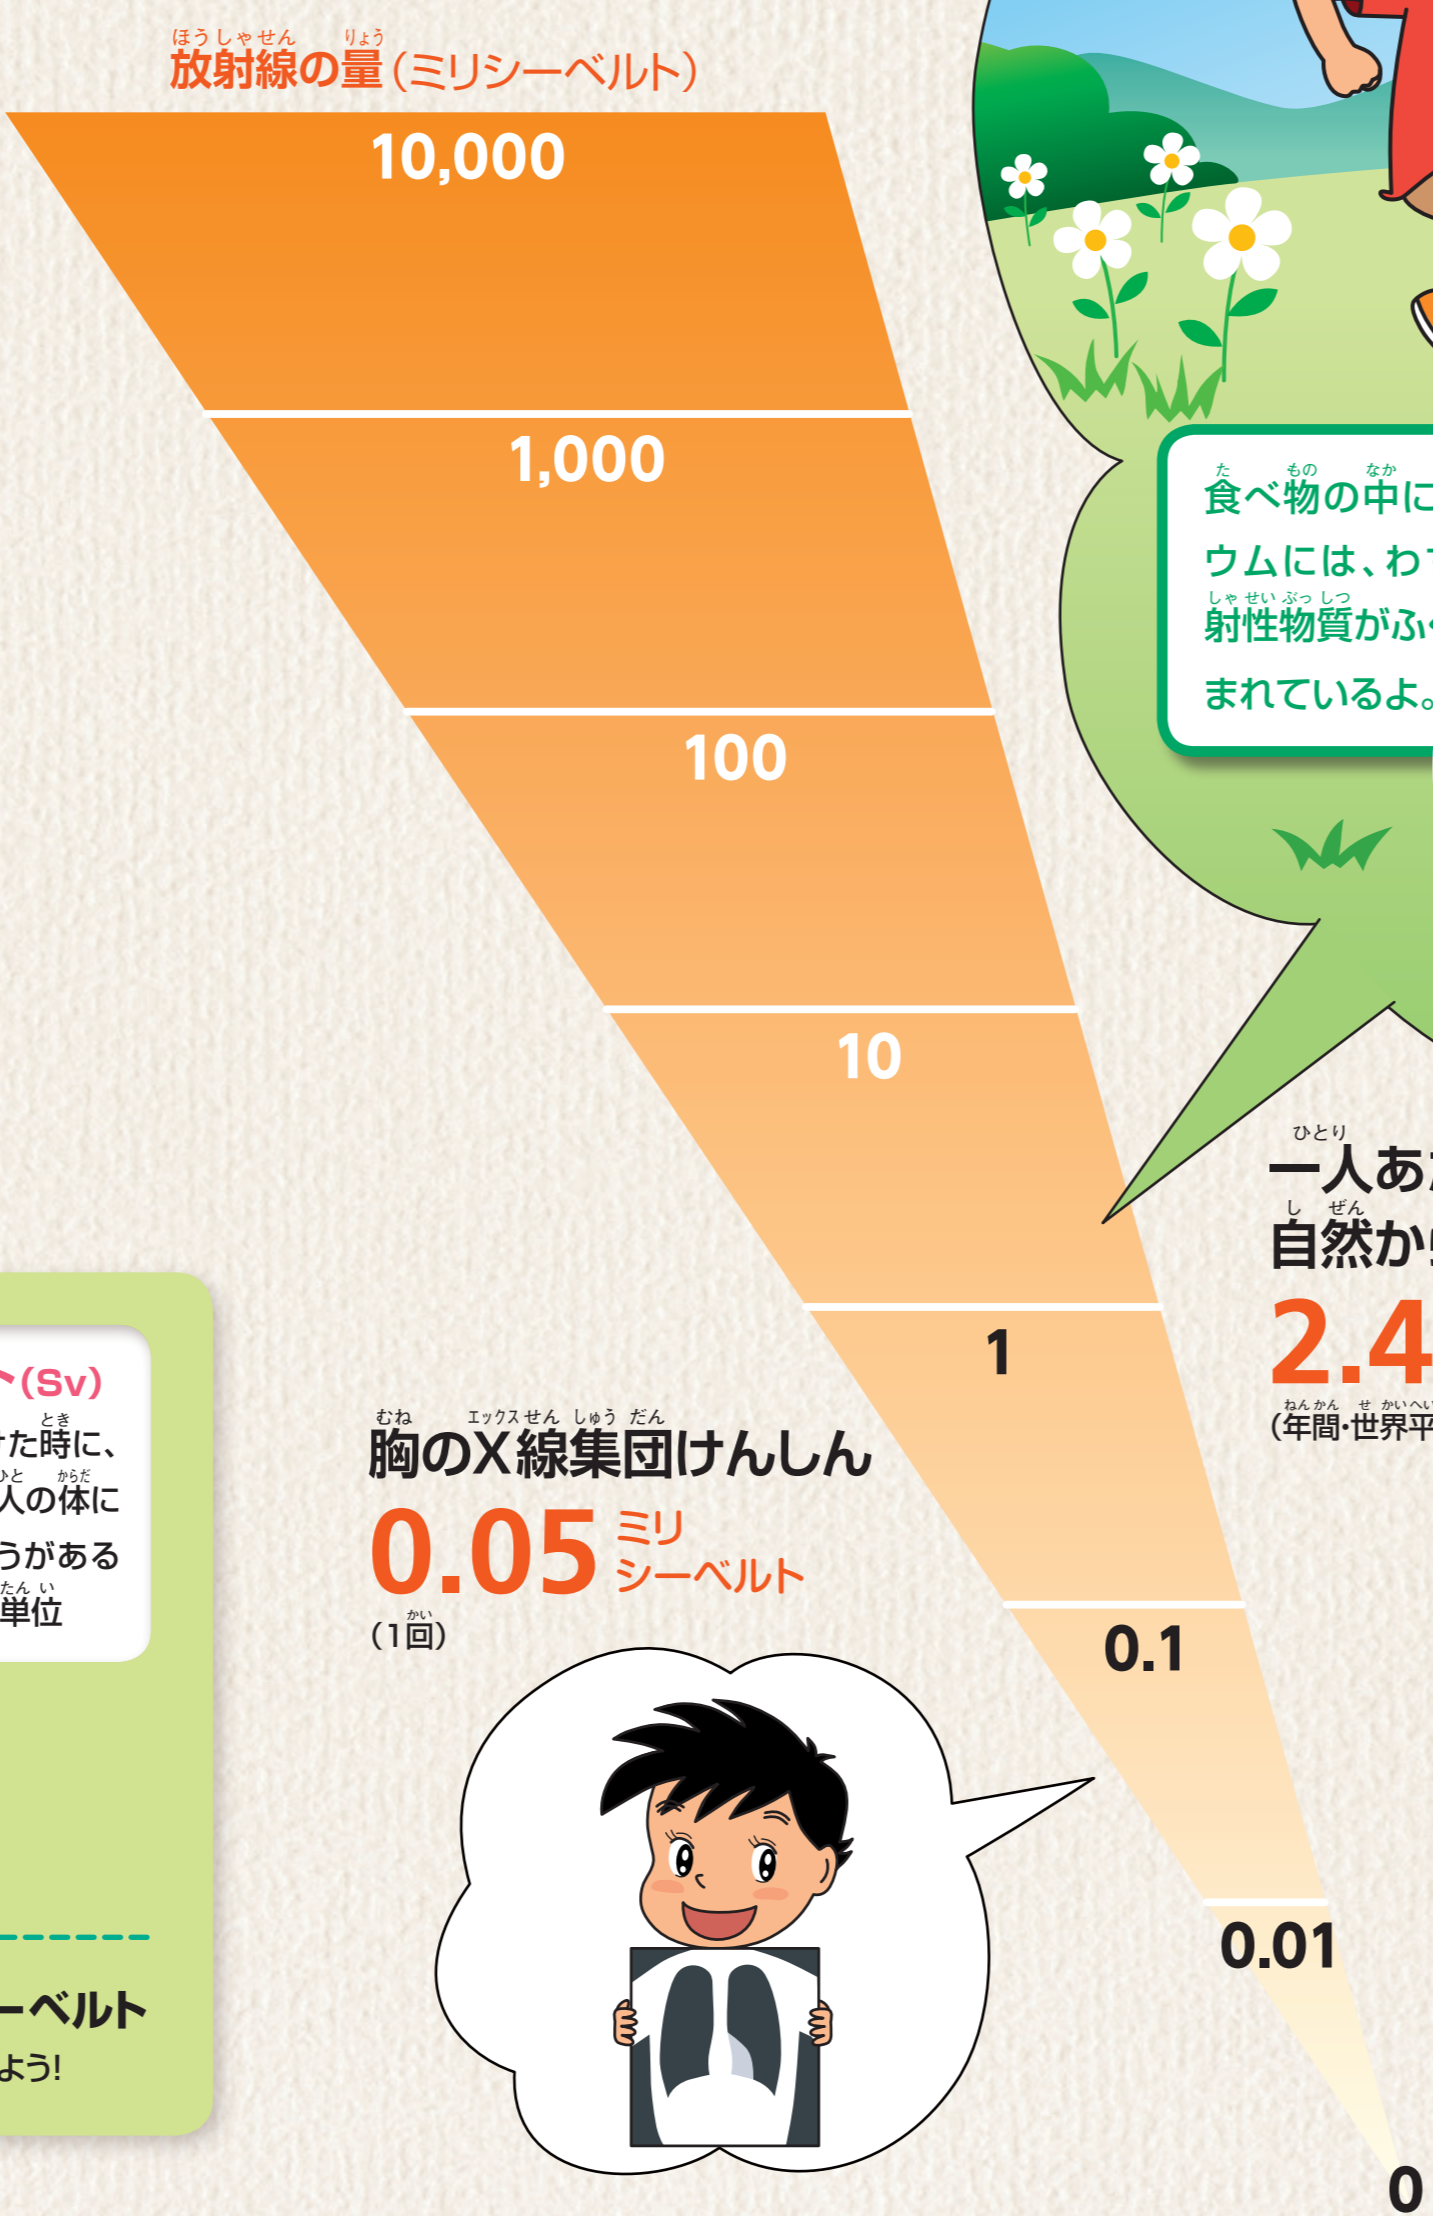 放射線の量（ミリシーベルト）
10,000
1,000
100
10
1
0.1
0.01
0
食べ物の中に
ウムには、わ
射性物質がふ
まれているよ。
一人あ
自然か
2.4
（年間・世界平
胸のX線集団けんしん
0.05 ミリ
シーベルト
（1回）
（Sv）
た時に、
人の体に
うがある
単位
ーベルト
よう!